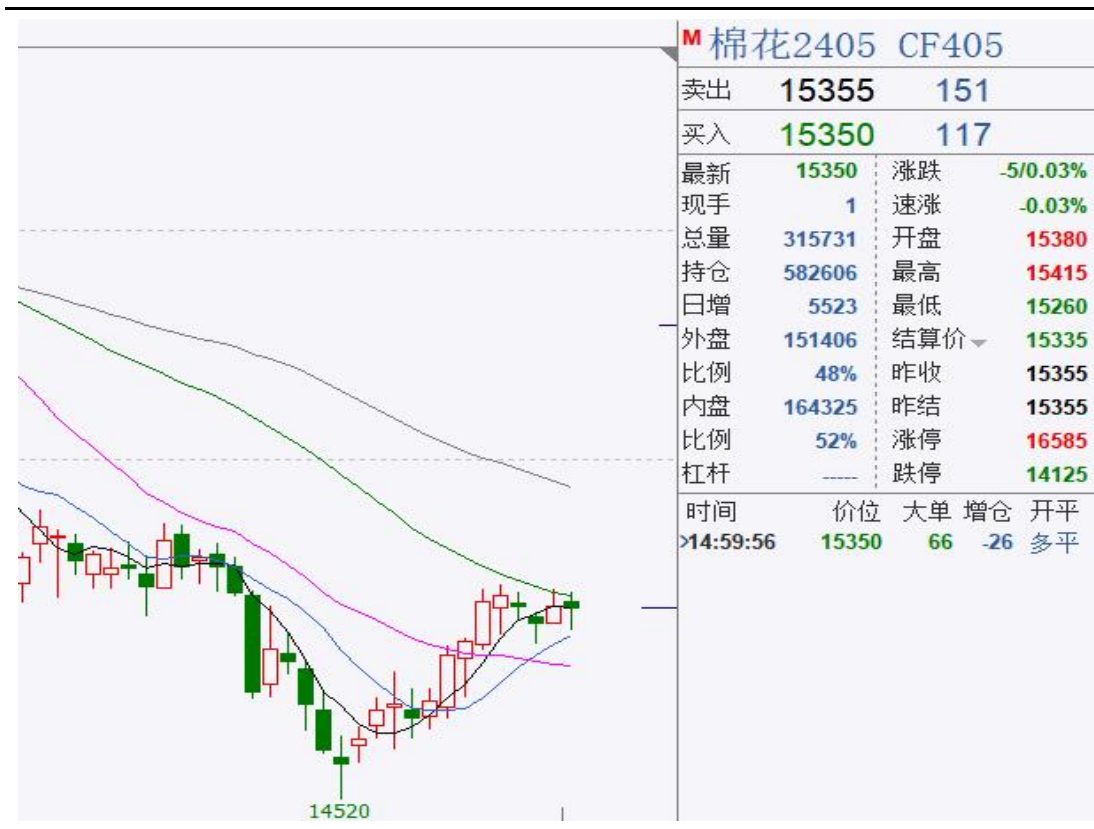 M 棉花2405 CF405
卖出 15355 151
买入 15350 117
最新 15350 涨跌 -5/0.03%
现手 1 速涨 -0.03%
总量 315731 开盘 15380
持仓 582606 最高 15415
日增 5523 最低 15260
外盘 151406 结算价 15335
比例 48% 昨收 15355
内盘 164325 昨结 15355
比例 52% 涨停 16585
杠杆 ----- 跌停 14125
时间 价位 大单 增仓 开平
>14:59:56 15350 66 -26 多平
14520